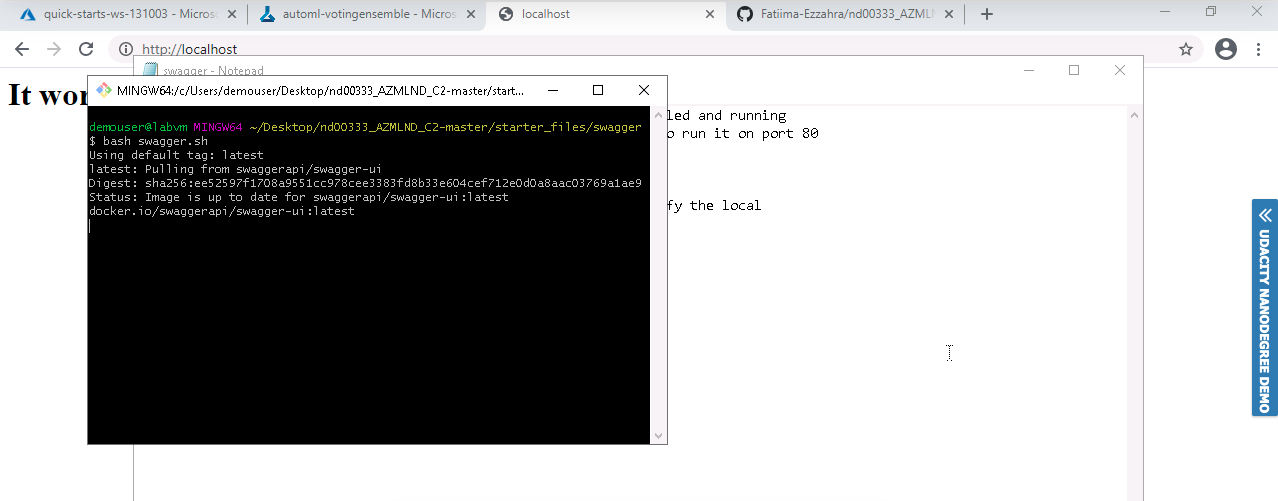 quick-starts-ws-131003 - Micros
automl-votingensemble - Micros
localhost
Fatiima-Ezzahra/nd00333_AZMLN
http://localhost
swagger - Notepad
It wor
MINGW64:/c/Users/demouser/Desktop/nd00333_AZMLND_C2-master/start...
led and running
o run it on port 80
fy the local
demouser@labvm MINGW64 ~/Desktop/nd00333_AZMLND_C2-master/starter_files/swagger
$ bash swagger.sh
Using default tag: latest
latest: Pulling from swaggerapi/swagger-ui
Digest: sha256:ee52597f1708a9551cc978cee3383fd8b33e604cef712e0d0a8aac03769a1ae9
Status: Image is up to date for swaggerapi/swagger-ui:latest
docker.io/swaggerapi/swagger-ui:latest
UDACITY NANODEGREE DEMO